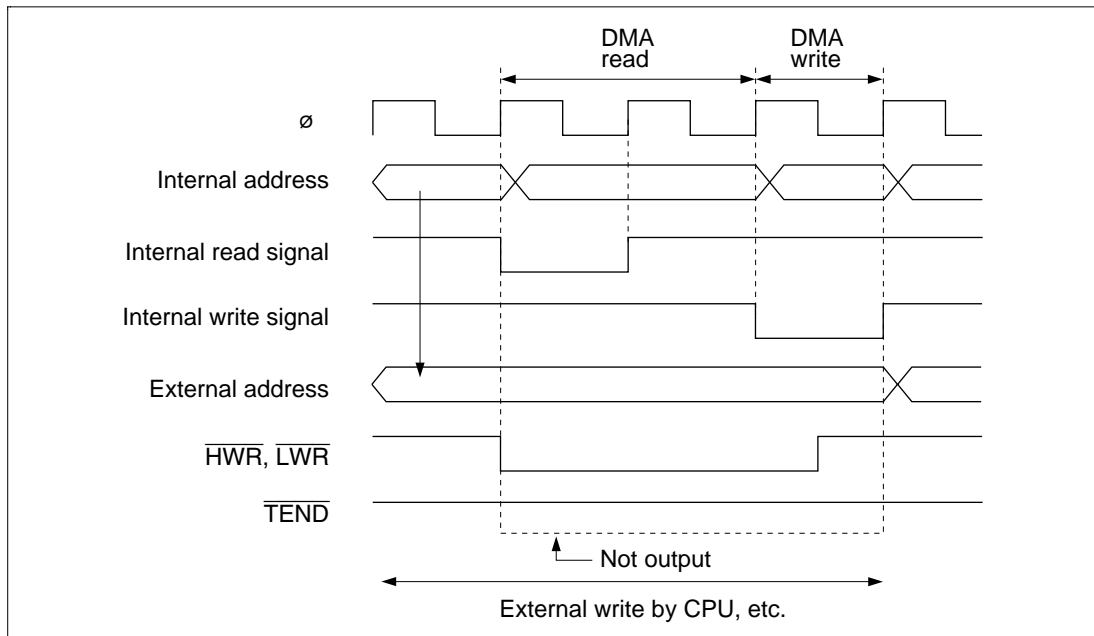 DMA read
DMA write
ø
Internal address
Internal read signal
Internal write signal
External address
HWR, LWR
TEND
Not output
External write by CPU, etc.